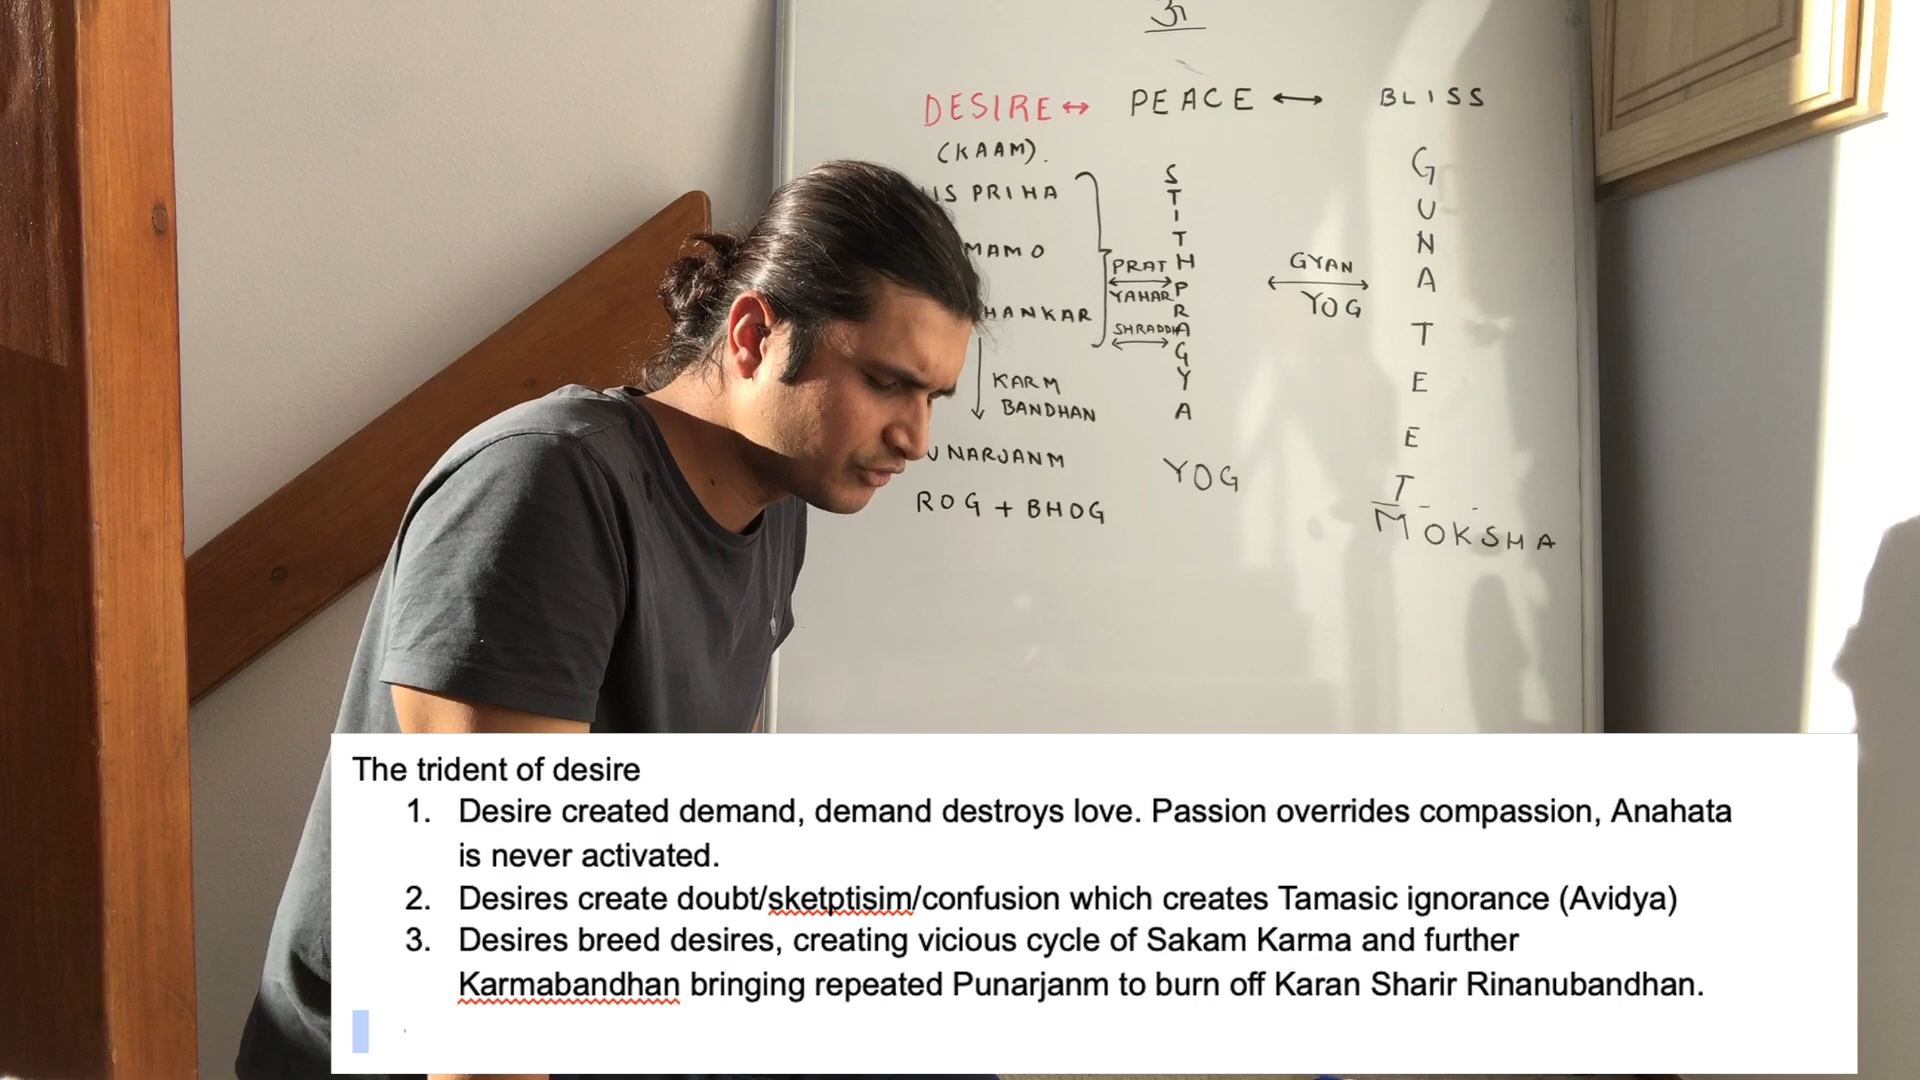 ॐ
DESIRE ↔ PEACE ↔ BLISS
(KAAM).
IS PRIHA
MAMO
HANKAR
KARM
BANDHAN
UNARJANM
ROG + BHOG
PRAT
YAHAR
SHRADDHA
STITHPRAGYA
YOG
GYAN
YOG
GUNATEET
MOKSHA
The trident of desire
1. Desire created demand, demand destroys love. Passion overrides compassion, Anahata
is never activated.
2. Desires create doubt/sketptisim/confusion which creates Tamasic ignorance (Avidya)
3. Desires breed desires, creating vicious cycle of Sakam Karma and further
Karmabandhan bringing repeated Punarjanm to burn off Karan Sharir Rinanubandhan.